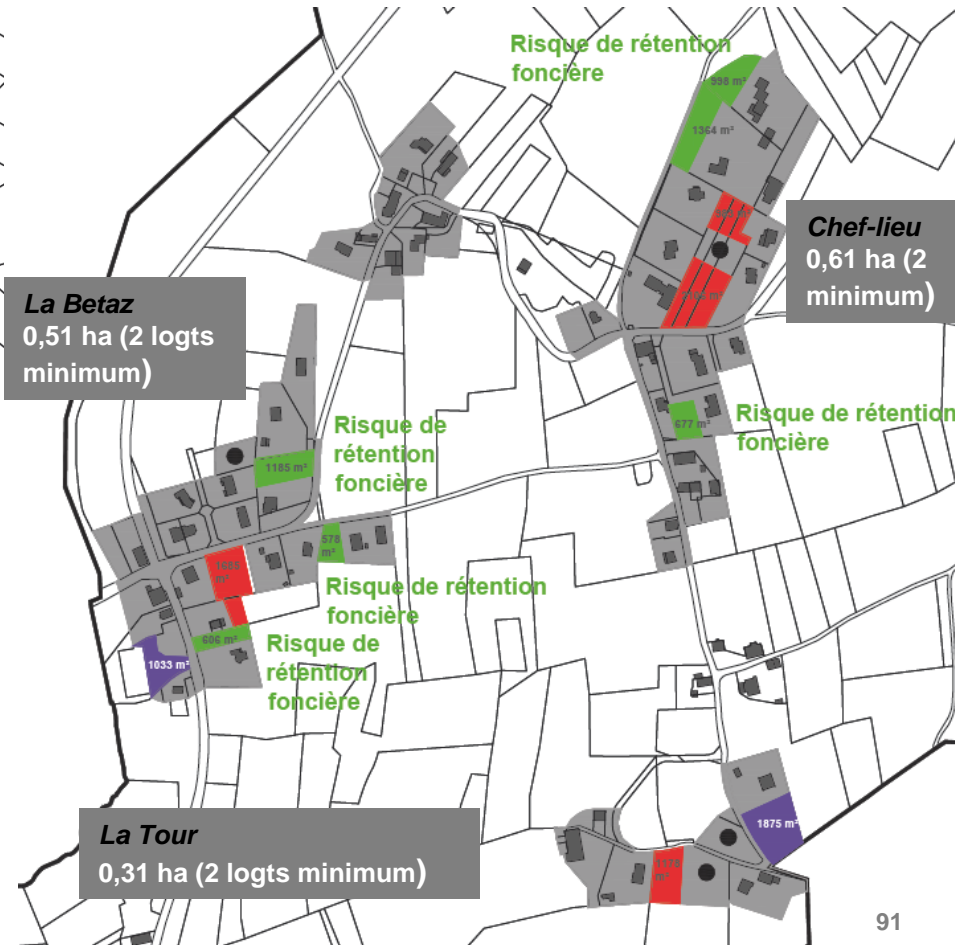 Risque de rétention
foncière
998 m²
1364 m²
Chef-lieu
0,61 ha (2
minimum)
La Betaz
0,51 ha (2 logts
minimum)
Risque de
rétention
foncière
677 m²
Risque de rétention
foncière
1185 m²
578
m²
Risque de rétention
foncière
606 m²
Risque de
rétention
foncière
1033 m²
1875 m²
La Tour
0,31 ha (2 logts minimum)
91